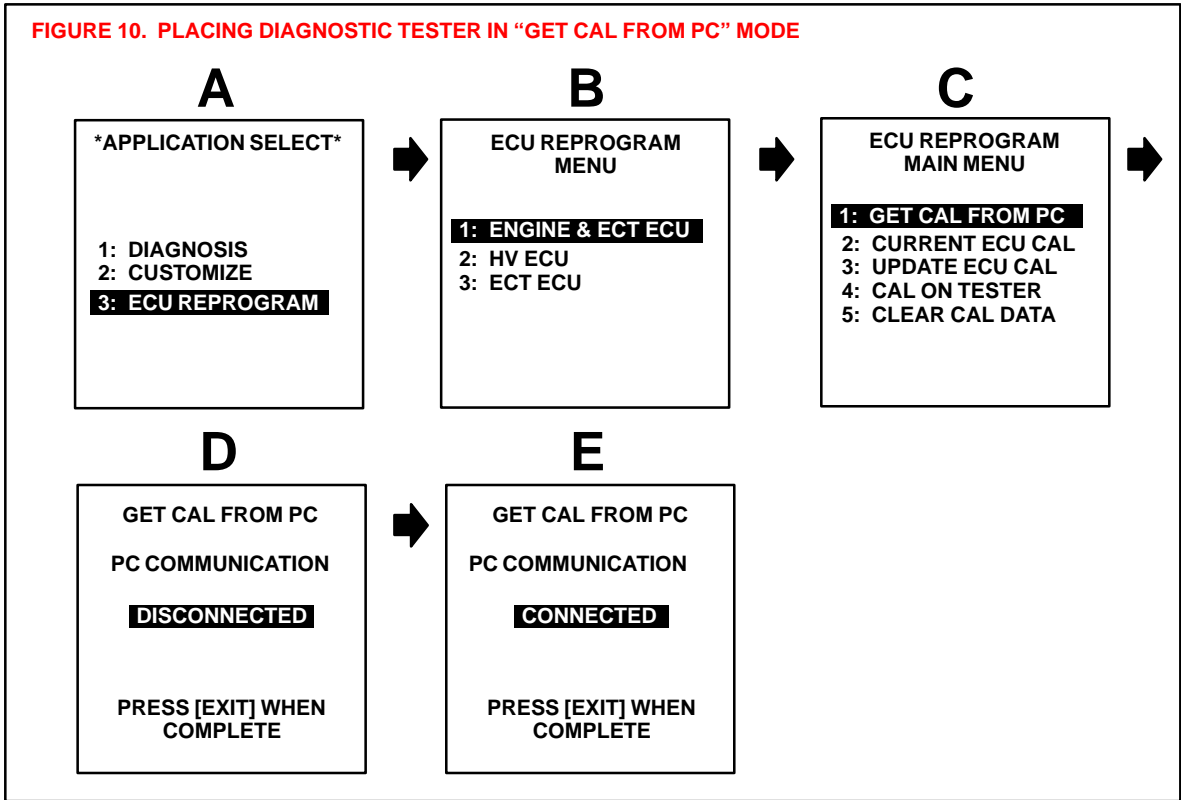 FIGURE 10. PLACING DIAGNOSTIC TESTER IN “GET CAL FROM PC” MODE
A
*APPLICATION SELECT*
1: DIAGNOSIS
2: CUSTOMIZE
3: ECU REPROGRAM
B
ECU REPROGRAM
MENU
1: ENGINE & ECT ECU
2: HV ECU
3: ECT ECU
C
ECU REPROGRAM
MAIN MENU
1: GET CAL FROM PC
2: CURRENT ECU CAL
3: UPDATE ECU CAL
4: CAL ON TESTER
5: CLEAR CAL DATA
D
GET CAL FROM PC
PC COMMUNICATION
DISCONNECTED
PRESS [EXIT] WHEN
COMPLETE
E
GET CAL FROM PC
PC COMMUNICATION
CONNECTED
PRESS [EXIT] WHEN
COMPLETE